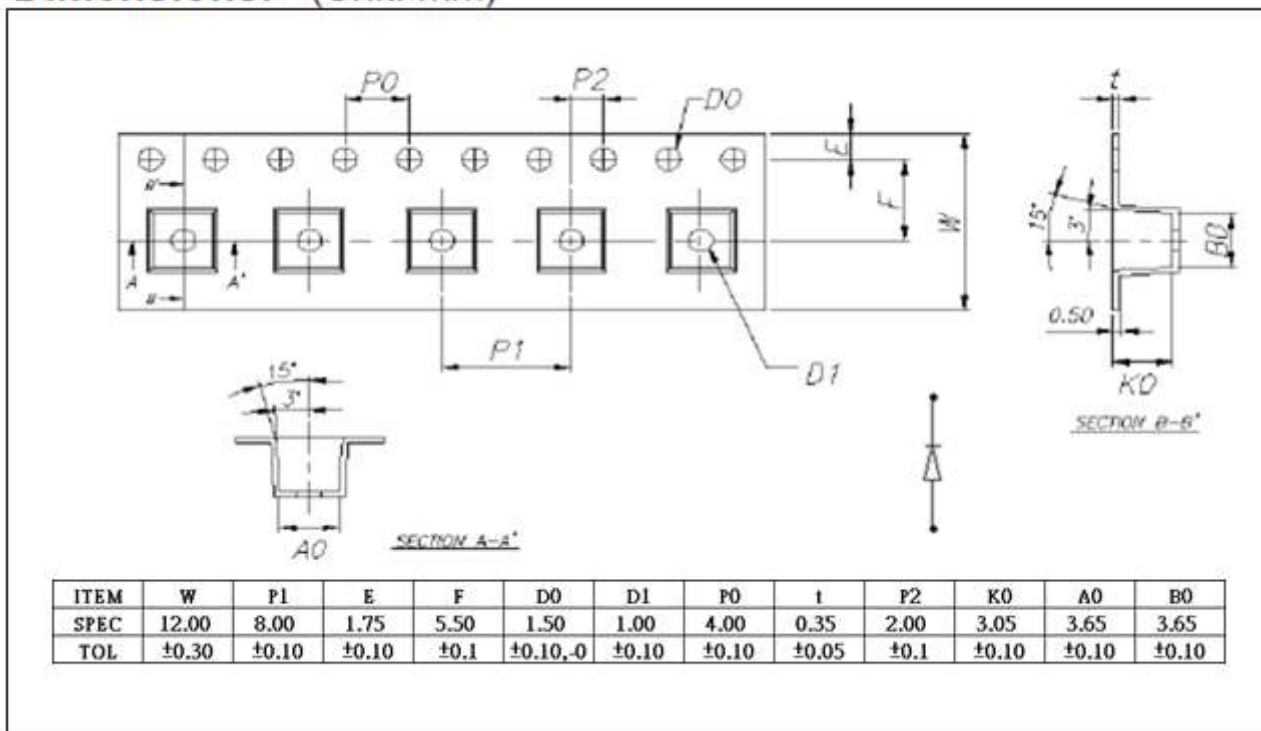 (Unit: mm)
P0
P2
D0
t
E
F
W
15°
3°
B0
A
A'
0.50
P1
D1
K0
SECTION B-B'
15°
3°
A0
SECTION A-A'
ITEM W P1 E F D0 D1 P0 t P2 K0 A0 B0
SPEC 12.00 8.00 1.75 5.50 1.50 1.00 4.00 0.35 2.00 3.05 3.65 3.65
TOL ±0.30 ±0.10 ±0.10 ±0.1 ±0.10,-0 ±0.10 ±0.10 ±0.05 ±0.1 ±0.10 ±0.10 ±0.10